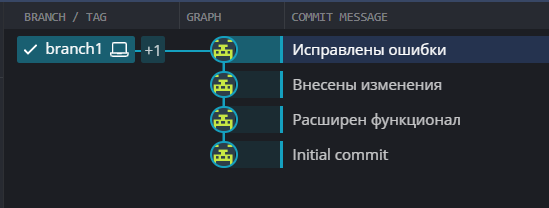 BRANCH / TAG GRAPH COMMIT MESSAGE
branch1 +1 Исправлены ошибки
Внесены изменения
Расширен функционал
Initial commit